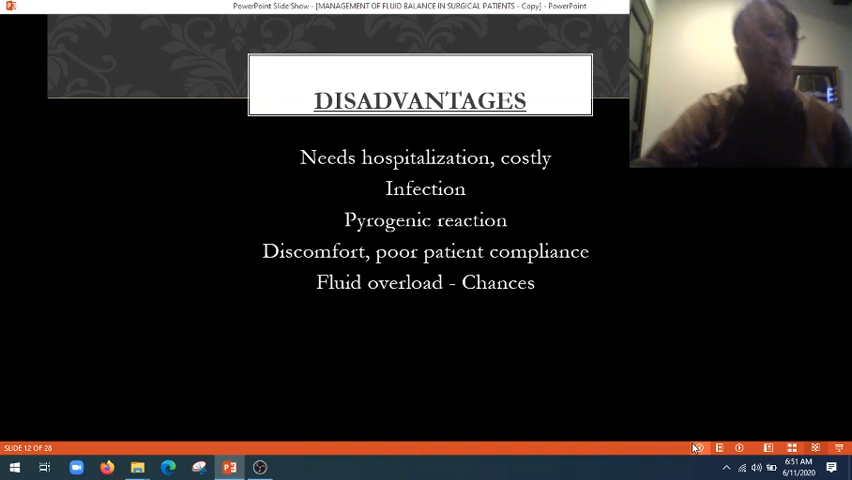 PowerPoint Slide Show - [MANAGEMENT OF FLUID BALANCE IN SURGICAL PATIENTS - Copy] - PowerPoint
DISADVANTAGES
Needs hospitalization, costly
Infection
Pyrogenic reaction
Discomfort, poor patient compliance
Fluid overload - Chances
SLIDE 12 OF 28
6:51 AM
6/11/2020